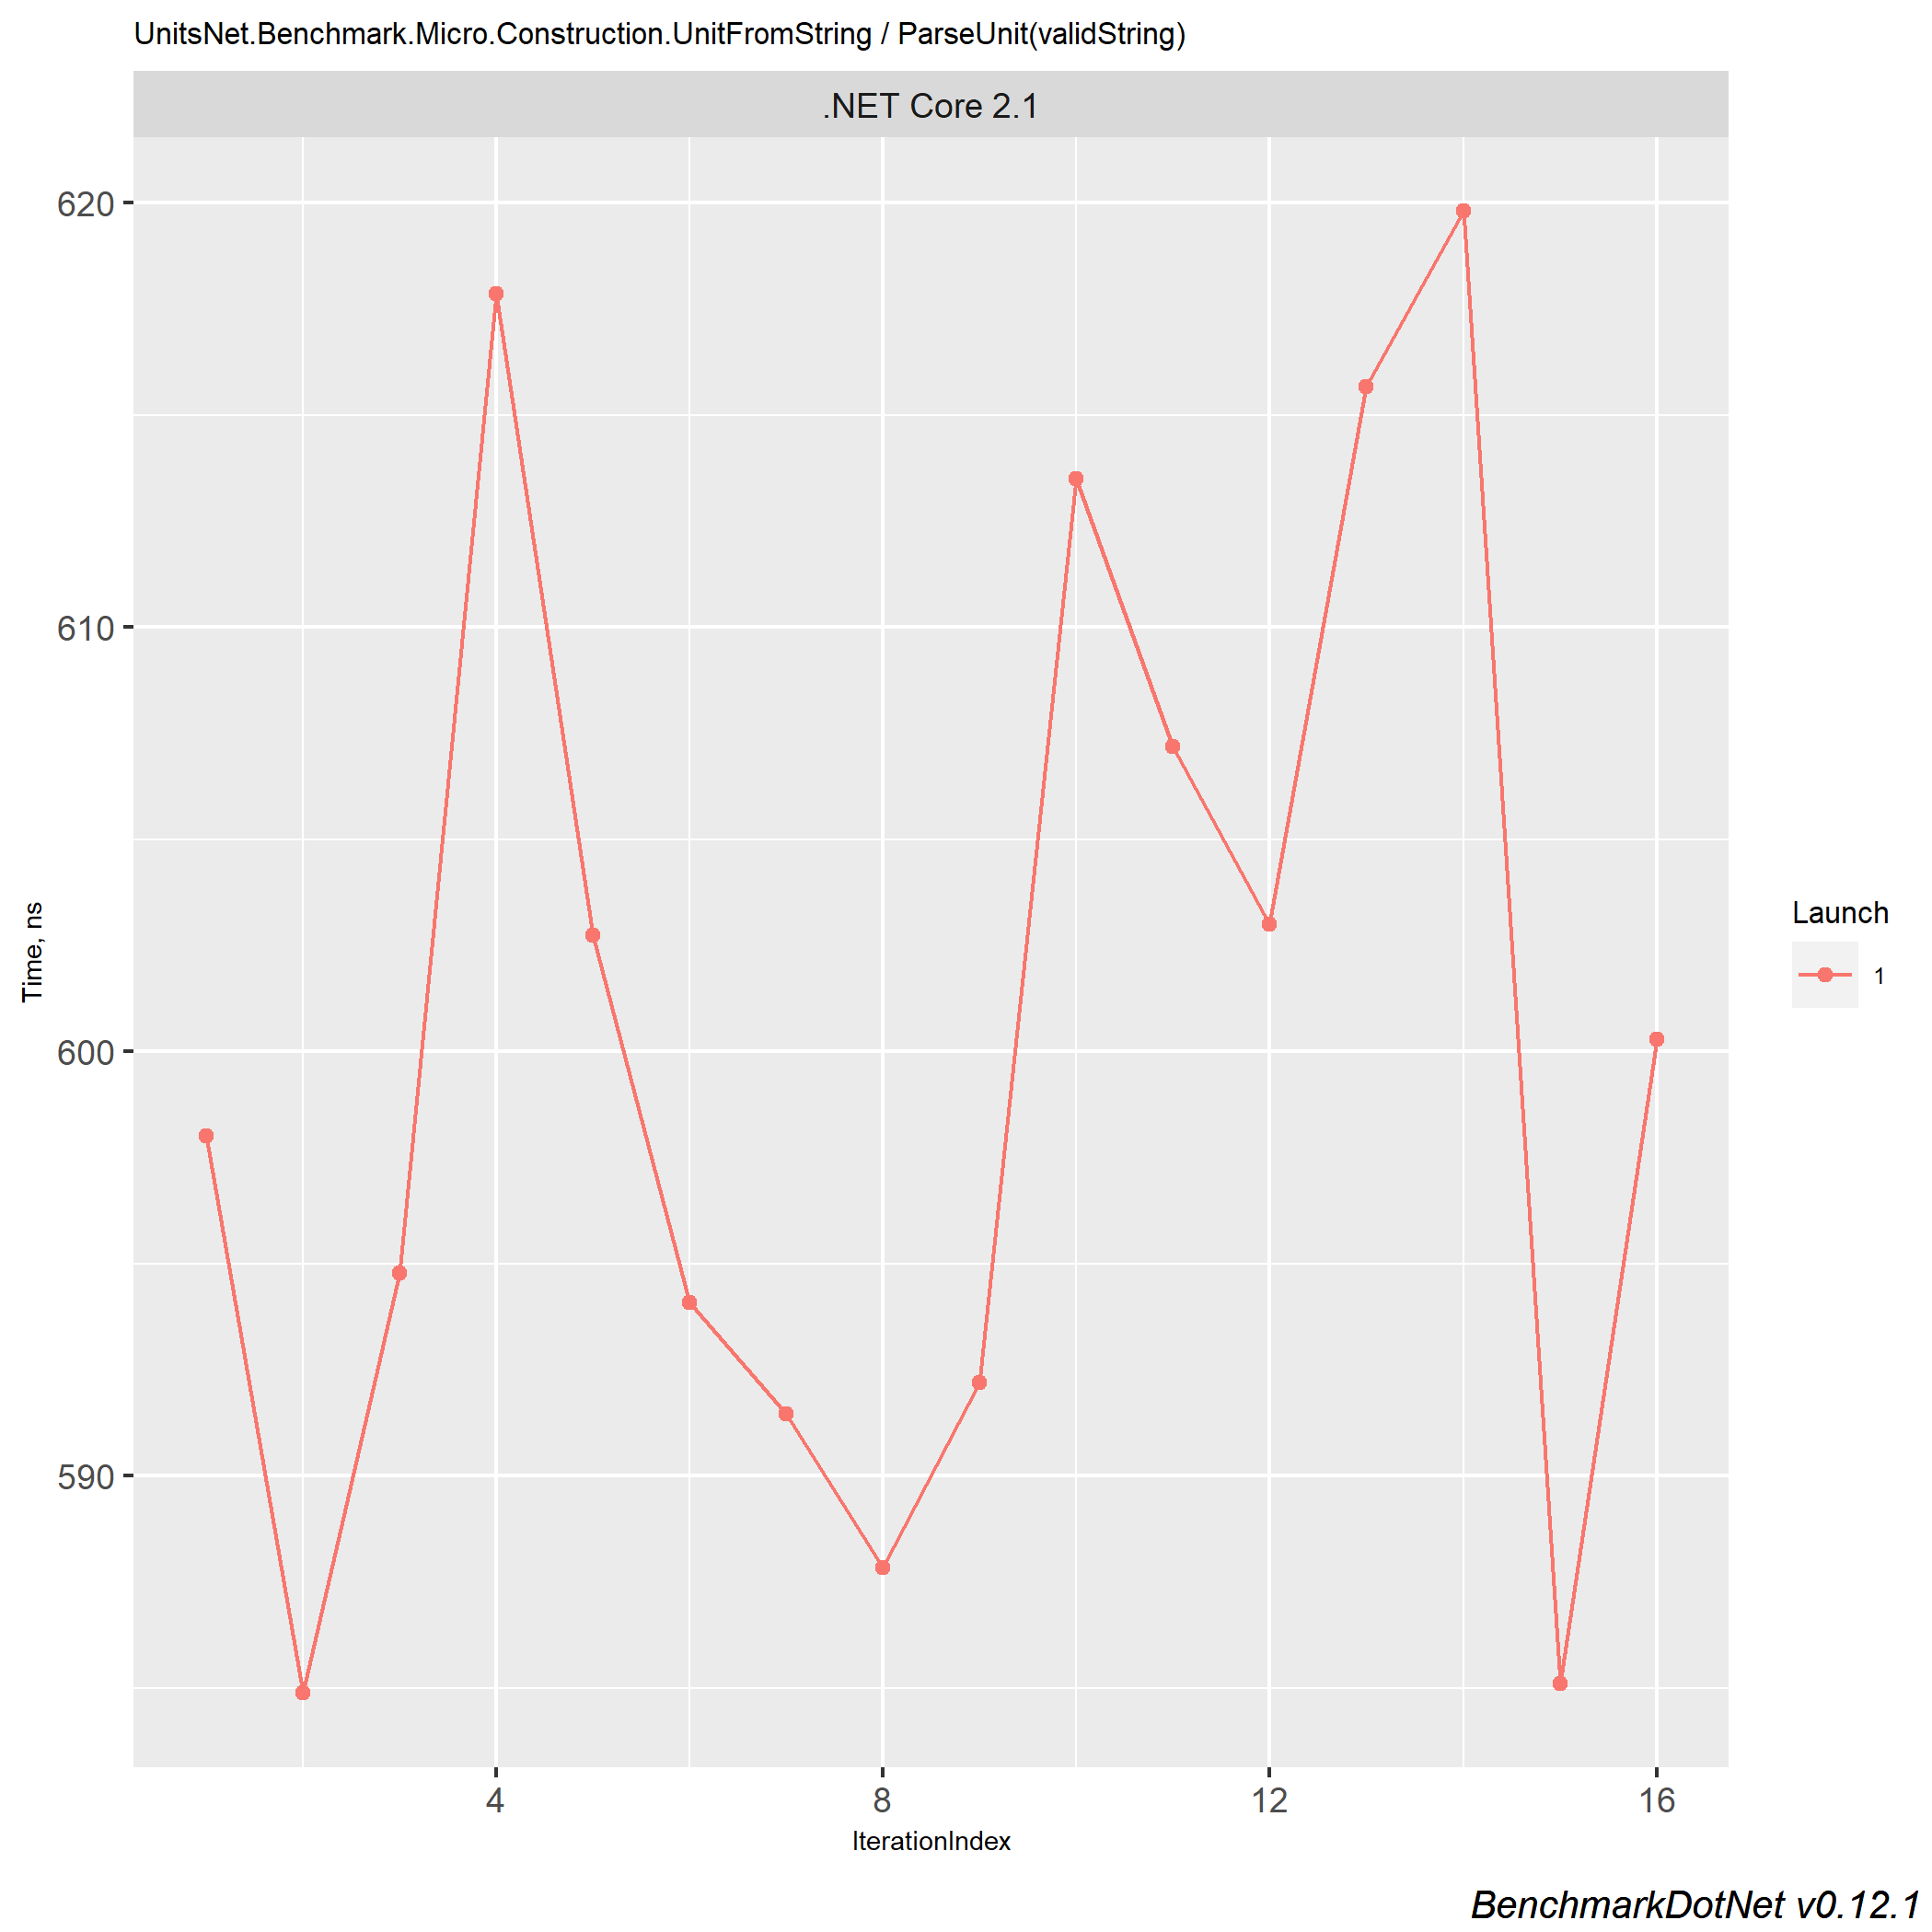 UnitsNet.Benchmark.Micro.Construction.UnitFromString / ParseUnit(validString)
.NET Core 2.1
620
610
600
590
Time, ns
4 8 12 16
IterationIndex
Launch
1
BenchmarkDotNet v0.12.1